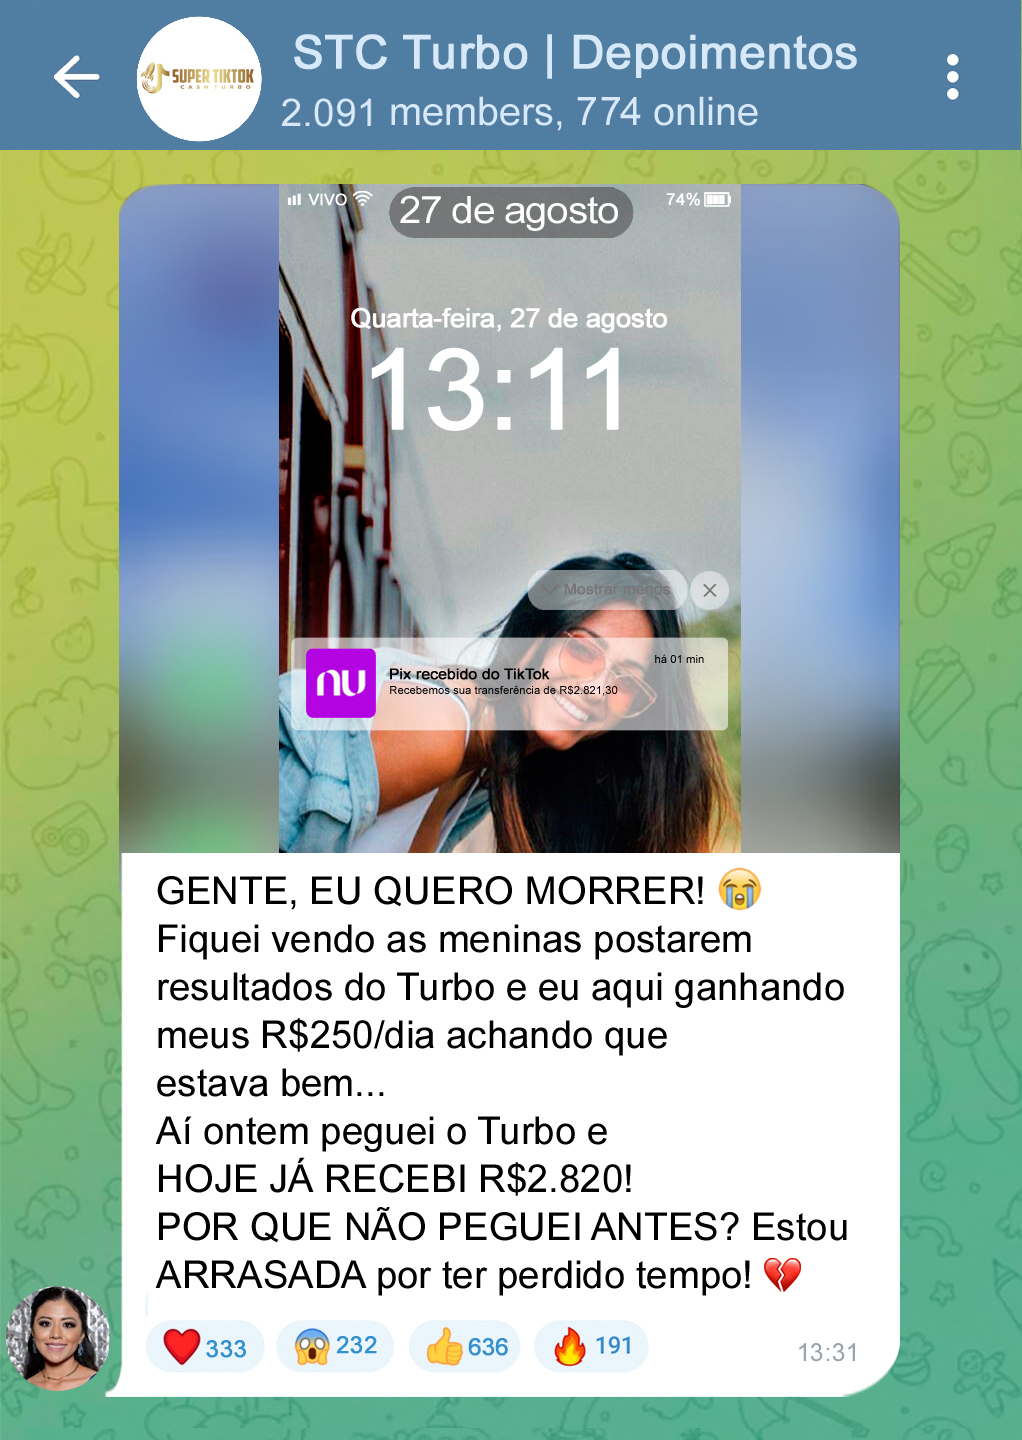 SUPER TIKTOK
CASH TURBO
STC Turbo | Depoimentos
2.091 members, 774 online
VIVO
27 de agosto
74%
Quarta-feira, 27 de agosto
13:11
Mostrar menos
nu
Pix recebido do TikTok
há 01 min
Recebemos sua transferência de R$2.821,30
GENTE, EU QUERO MORRER! 😭
Fiquei vendo as meninas postarem
resultados do Turbo e eu aqui ganhando
meus R$250/dia achando que
estava bem...
Aí ontem peguei o Turbo e
HOJE JÁ RECEBI R$2.820!
POR QUE NÃO PEGUEI ANTES? Estou
ARRASADA por ter perdido tempo! 💔
❤️ 333 😱 232 👍 636 🔥 191
13:31